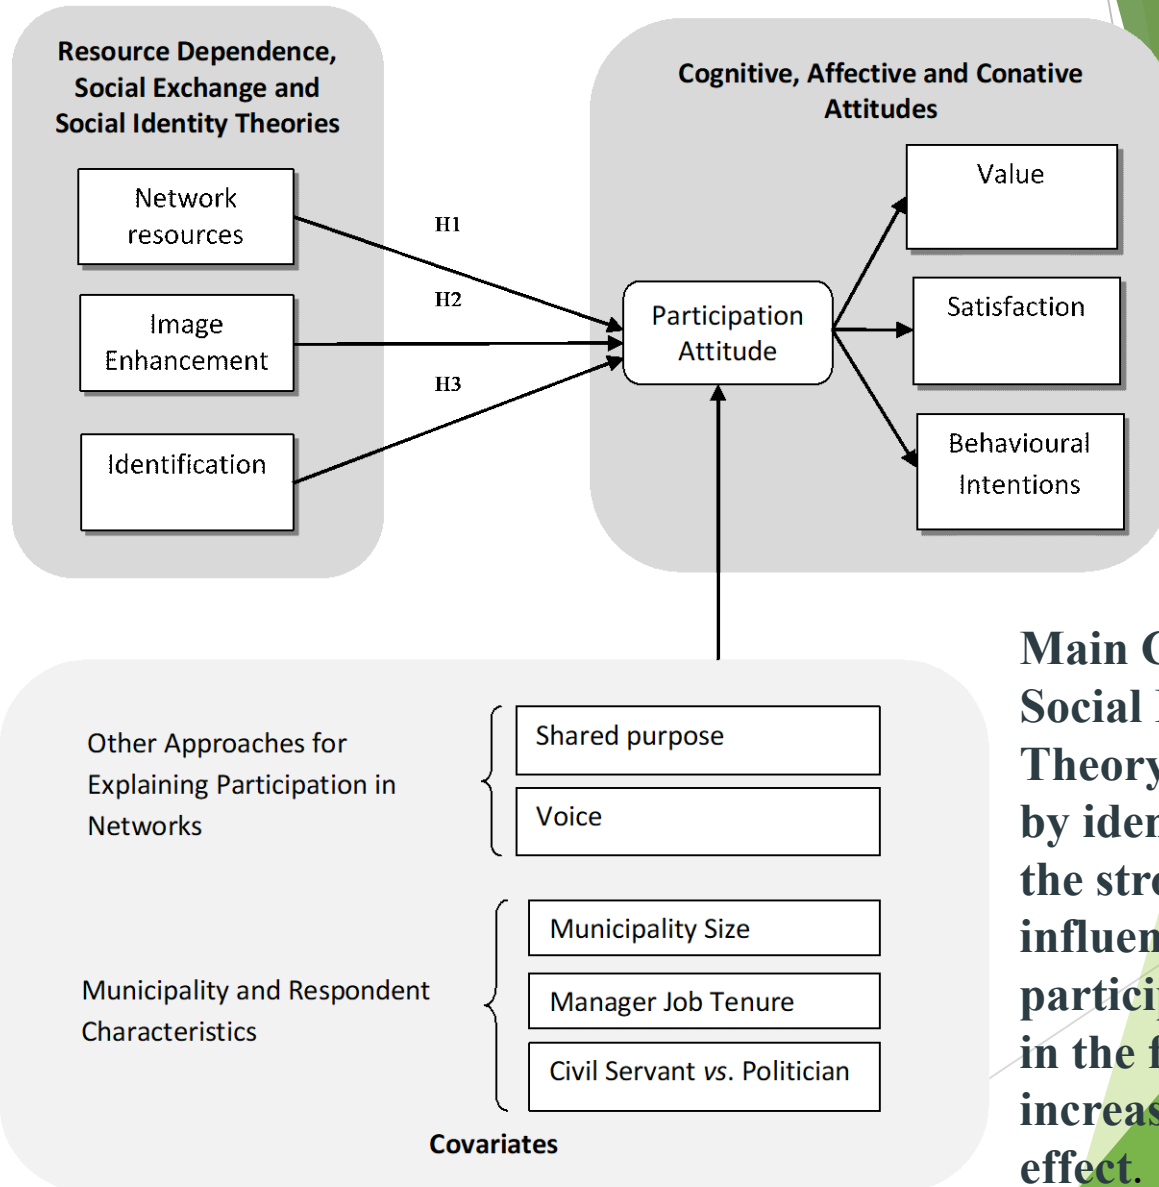 Resource Dependence,
Social Exchange and
Social Identity Theories
Network
resources
Image
Enhancement
Identification
H1
H2
H3
Cognitive, Affective and Conative
Attitudes
Participation
Attitude
Value
Satisfaction
Behavioural
Intentions
Other Approaches for
Explaining Participation in
Networks
Shared purpose
Voice
Municipality and Respondent
Characteristics
Municipality Size
Manager Job Tenure
Civil Servant vs. Politician
Covariates
Main
Social
Theory
by
the
in the
effect.